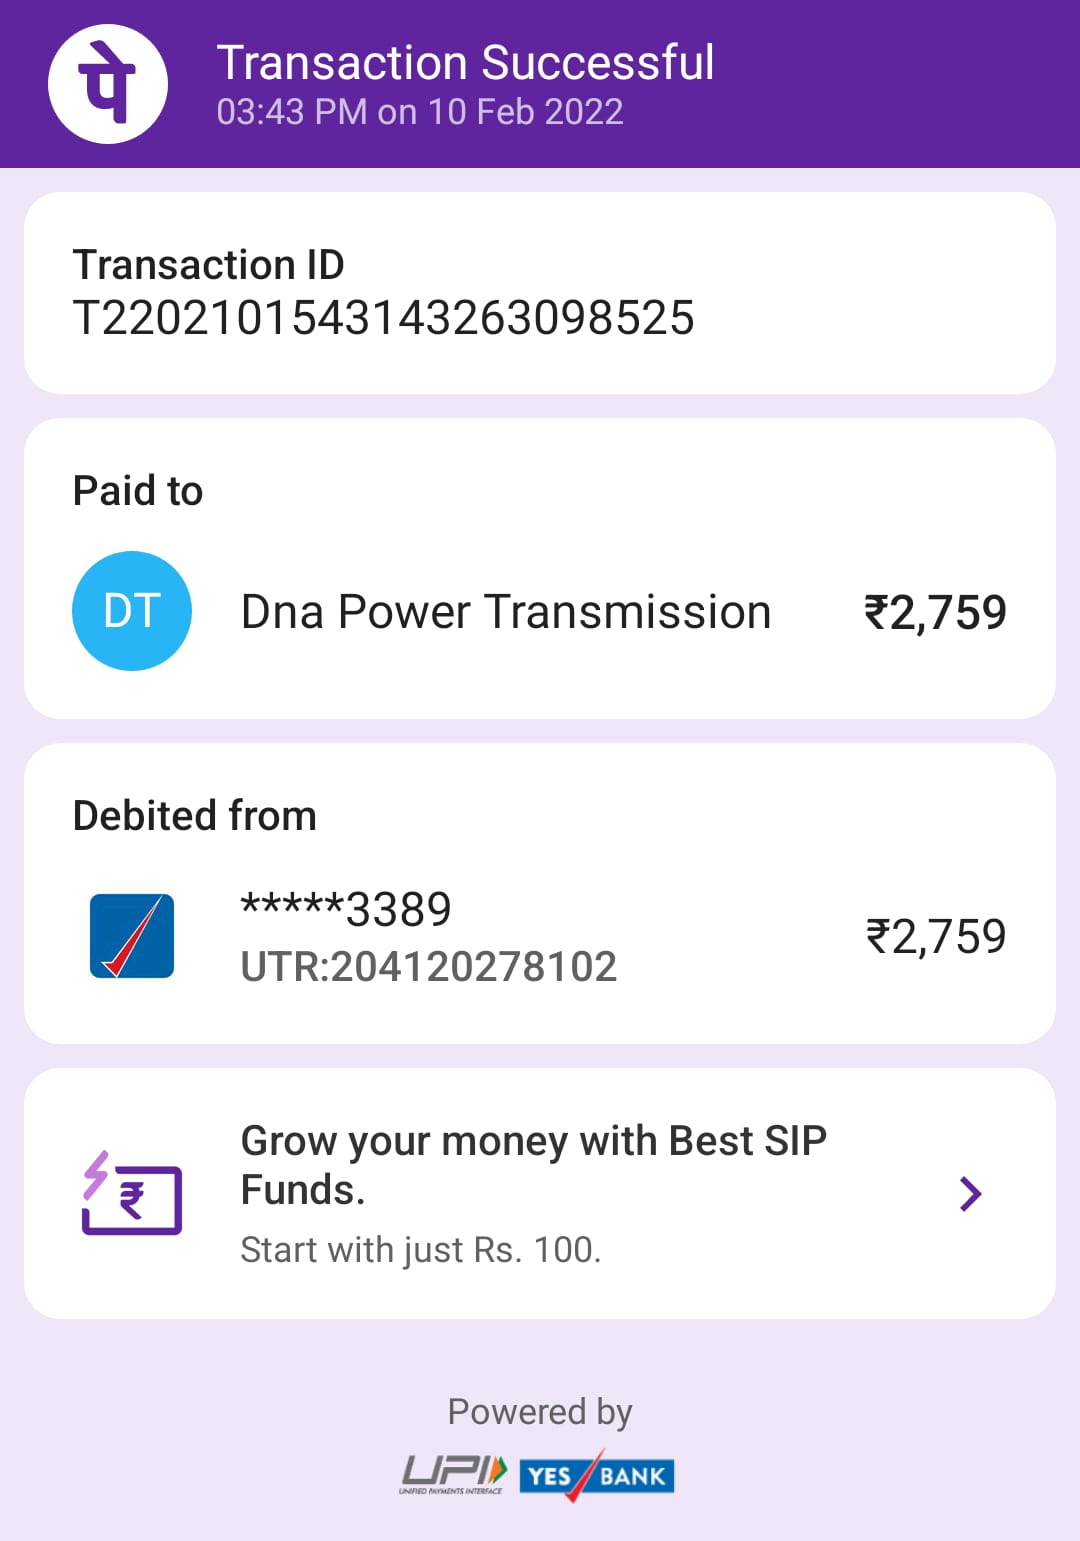 पे
Transaction Successful
03:43 PM on 10 Feb 2022
Transaction ID
T2202101543143263098525
Paid to
DT
Dna Power Transmission
₹2,759
Debited from
*****3389
UTR:204120278102
₹2,759
Grow your money with Best SIP
Funds.
Start with just Rs. 100.
₹
Powered by
UPI
UNIFIED PAYMENTS INTERFACE
YES BANK